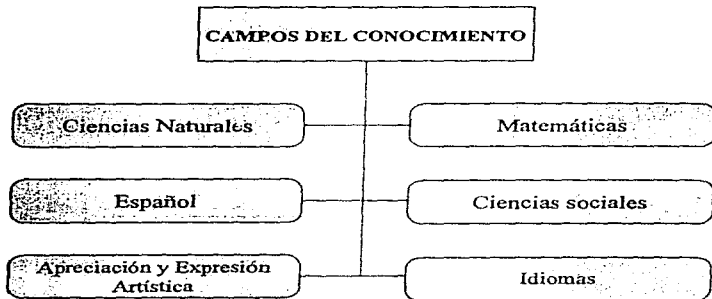 CAMPOS DEL CONOCIMIENTO
Ciencias Naturales
Matemáticas
Español
Ciencias sociales
Apreciación y Expresión
Artística
Idiomas